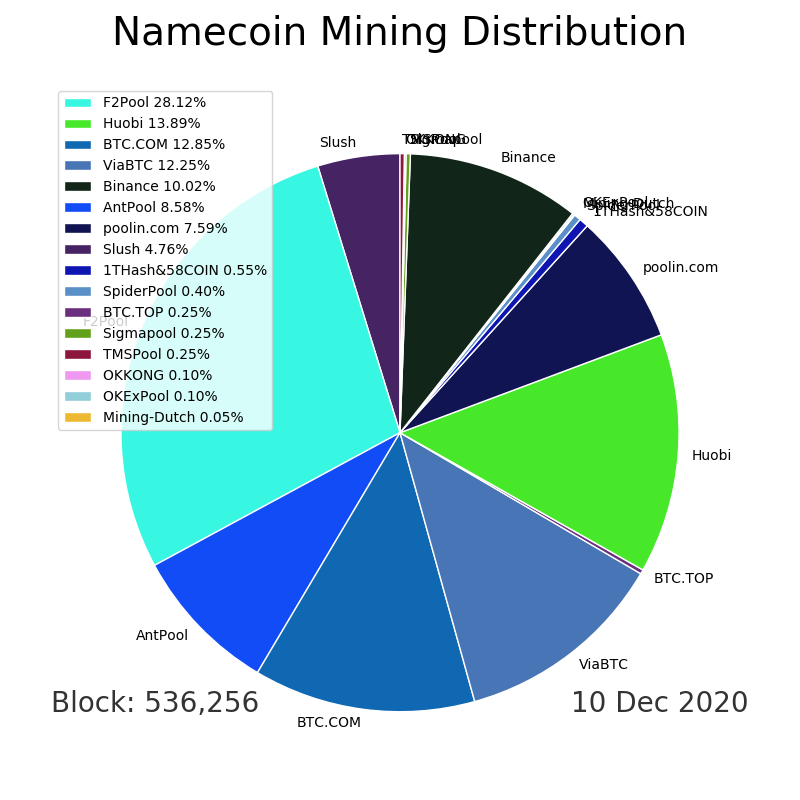 Namecoin Mining Distribution
F2Pool 28.12%
Huobi 13.89%
BTC.COM 12.85%
ViaBTC 12.25%
Binance 10.02%
AntPool 8.58%
poolin.com 7.59%
Slush 4.76%
1THash&58COIN 0.55%
SpiderPool 0.40%
BTC.TOP 0.25%
Sigmapool 0.25%
TMSPool 0.25%
OKKONG 0.10%
OKExPool 0.10%
Mining-Dutch 0.05%
Slush
Binance
1THash&58COIN
poolin.com
F2Pool
Huobi
BTC.TOP
AntPool
ViaBTC
BTC.COM
Block: 536,256
10 Dec 2020